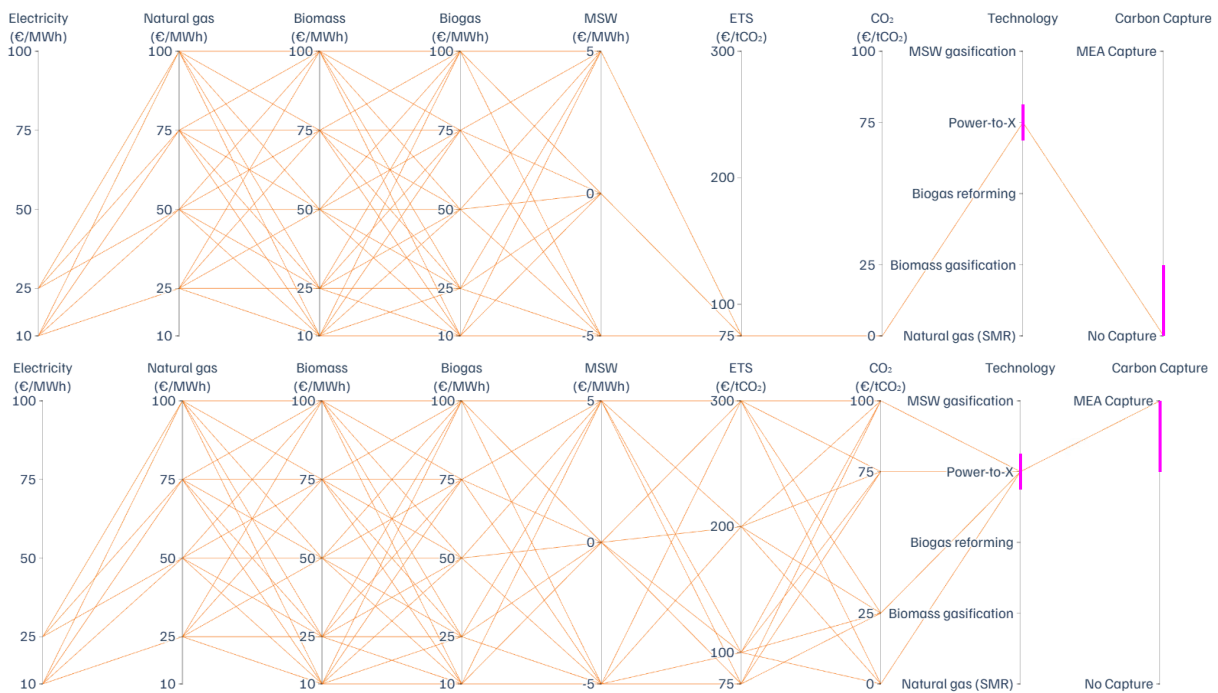 Electricity Natural gas Biomass Biogas MSW ETS CO₂ Technology Carbon Capture
(€/MWh) (€/MWh) (€/MWh) (€/MWh) (€/MWh) (€/tCO₂) (€/tCO₂)
100 100 100 100 5 300 100 MSW gasification MEA Capture
75 75 75 75 75 Power-to-X
200
50 50 50 50 0 Biogas reforming
25 25 25 25 100 25 Biomass gasification
10 10 10 10 -5 75 0 Natural gas (SMR) No Capture
Electricity Natural gas Biomass Biogas MSW ETS CO₂ Technology Carbon Capture
(€/MWh) (€/MWh) (€/MWh) (€/MWh) (€/MWh) (€/tCO₂) (€/tCO₂)
100 100 100 100 5 300 100 MSW gasification MEA Capture
75 75 75 75 75 Power-to-X
200
50 50 50 50 0 Biogas reforming
25 25 25 25 100 25 Biomass gasification
10 10 10 10 -5 75 0 Natural gas (SMR) No Capture